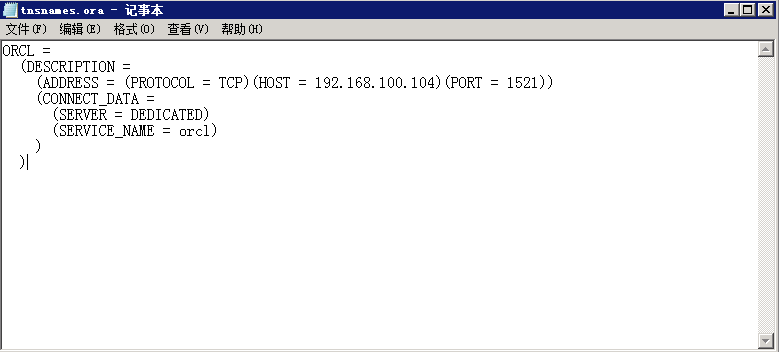 tnsnames.ora - 记事本
文件(F) 编辑(E) 格式(O) 查看(V) 帮助(H)
ORCL =
  (DESCRIPTION =
    (ADDRESS = (PROTOCOL = TCP)(HOST = 192.168.100.104)(PORT = 1521))
    (CONNECT_DATA =
      (SERVER = DEDICATED)
      (SERVICE_NAME = orcl)
    )
  )